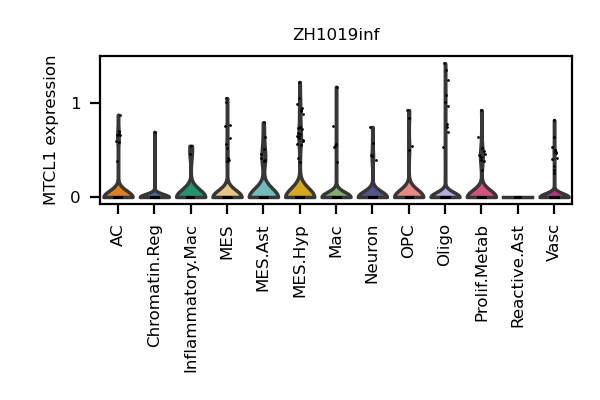 ZH1019inf
MTCL1 expression
1
0
AC
Chromatin.Reg
Inflammatory.Mac
MES
MES.Ast
MES.Hyp
Mac
Neuron
OPC
Oligo
Prolif.Metab
Reactive.Ast
Vasc